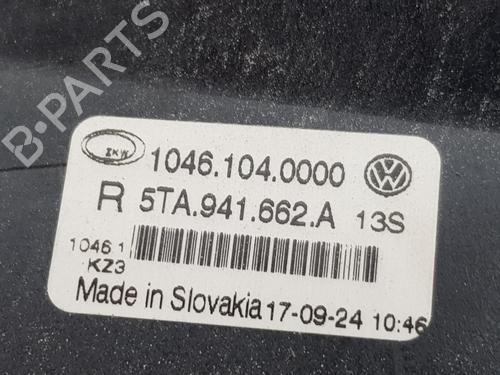 B-PARTS
ZKW 1046.104.0000
R 5TA.941.662.A 13S
1046 1
KZ3
Made in Slovakia 17-09-24 10:46